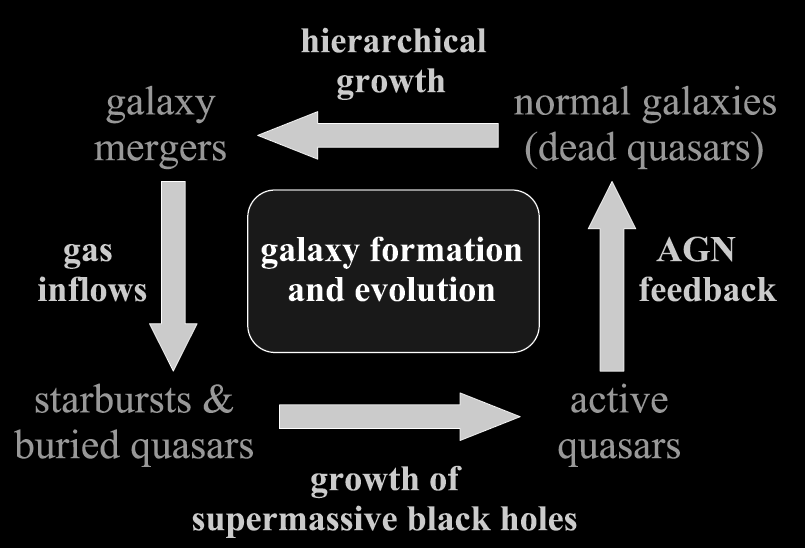 hierarchical
growth
galaxy
mergers
normal galaxies
(dead quasars)
gas
inflows
galaxy formation
and evolution
AGN
feedback
starbursts &
buried quasars
active
quasars
growth of
supermassive black holes